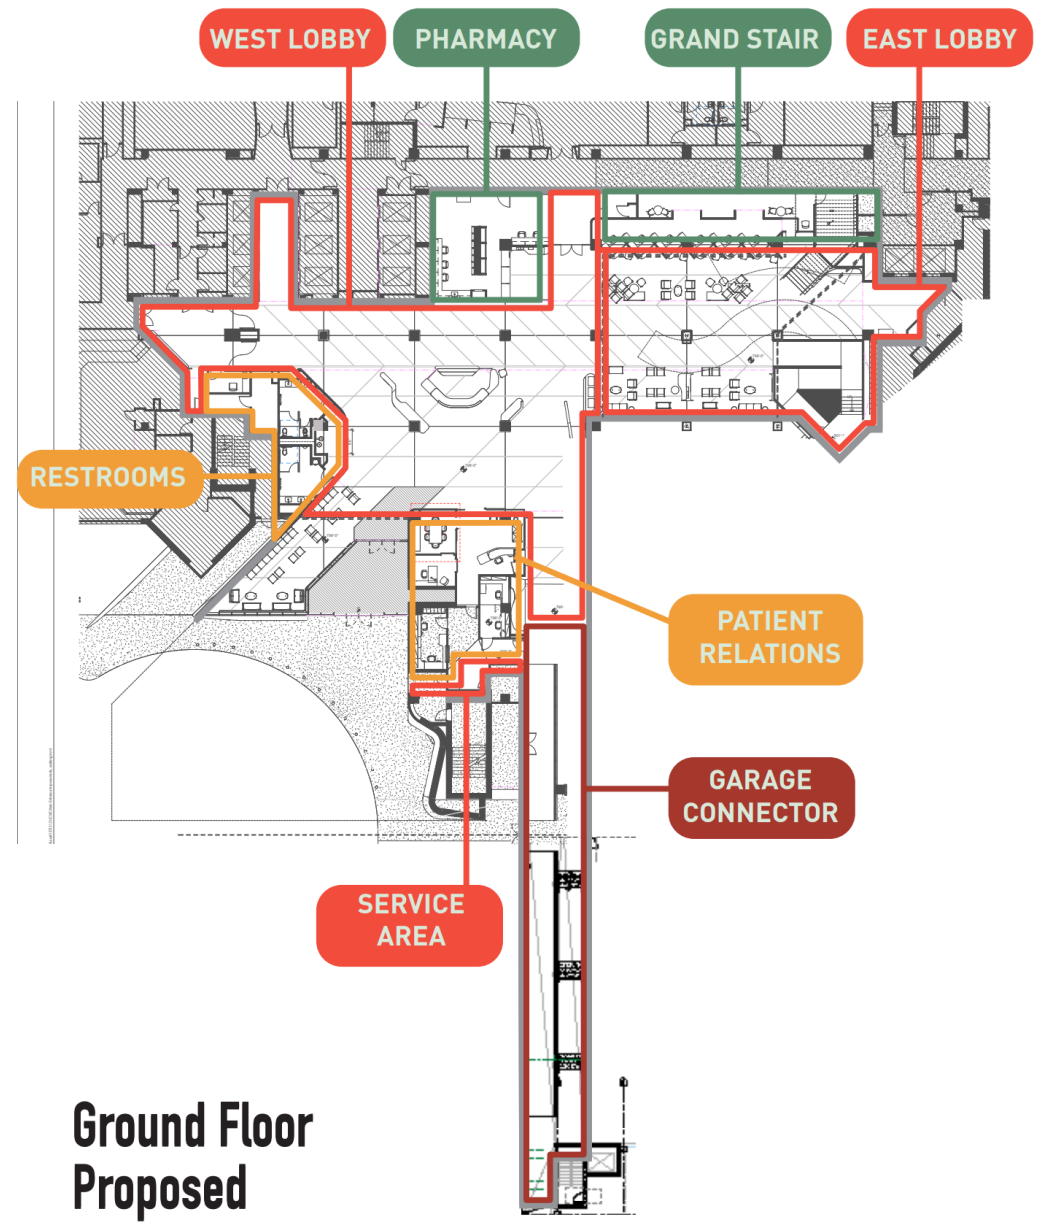 WEST LOBBY
PHARMACY
GRAND STAIR
EAST LOBBY
RESTROOMS
PATIENT
RELATIONS
GARAGE
CONNECTOR
SERVICE
AREA
Ground Floor
Proposed